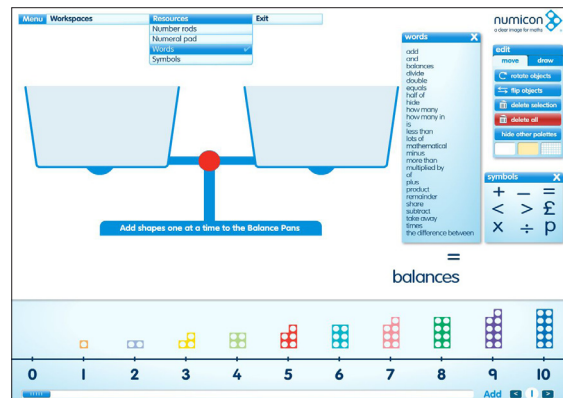 Menu Workspaces Resources Exit
Number rods
Numeral pad
Words
Symbols
numicon
a clear image for maths
words X
add
and
balances
divide
double
equals
half of
hide
how many
how many in
is
less than
lots of
mathematical
minus
more than
multiplied by
of
plus
product
remainder
share
subtract
take away
times
the difference between
edit
move draw
rotate objects
flip objects
delete selection
delete all
hide other palettes
symbols X
+ − =
< > £
x ÷ p
Add shapes one at a time to the Balance Pans
=
balances
0 1 2 3 4 5 6 7 8 9 10
Add < 1 >